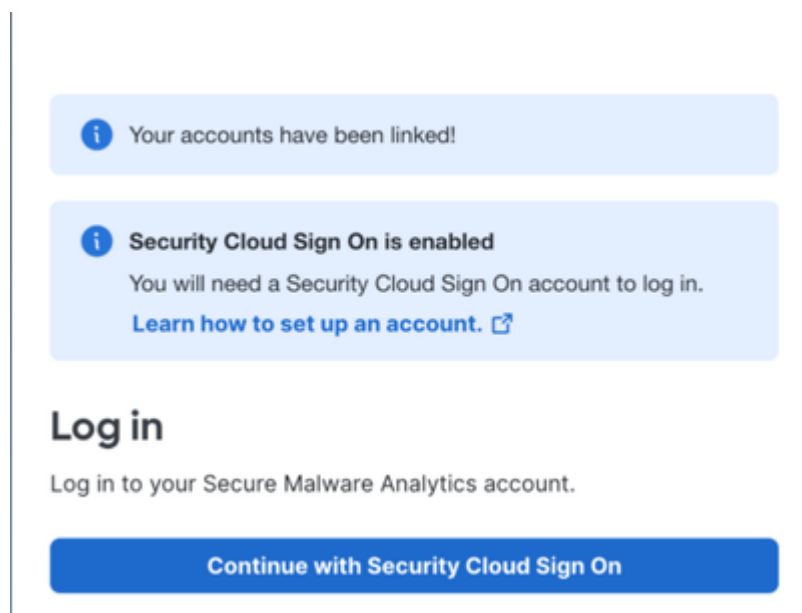 Your accounts have been linked!
Security Cloud Sign On is enabled
You will need a Security Cloud Sign On account to log in.
Learn how to set up an account.
Log in
Log in to your Secure Malware Analytics account.
Continue with Security Cloud Sign On